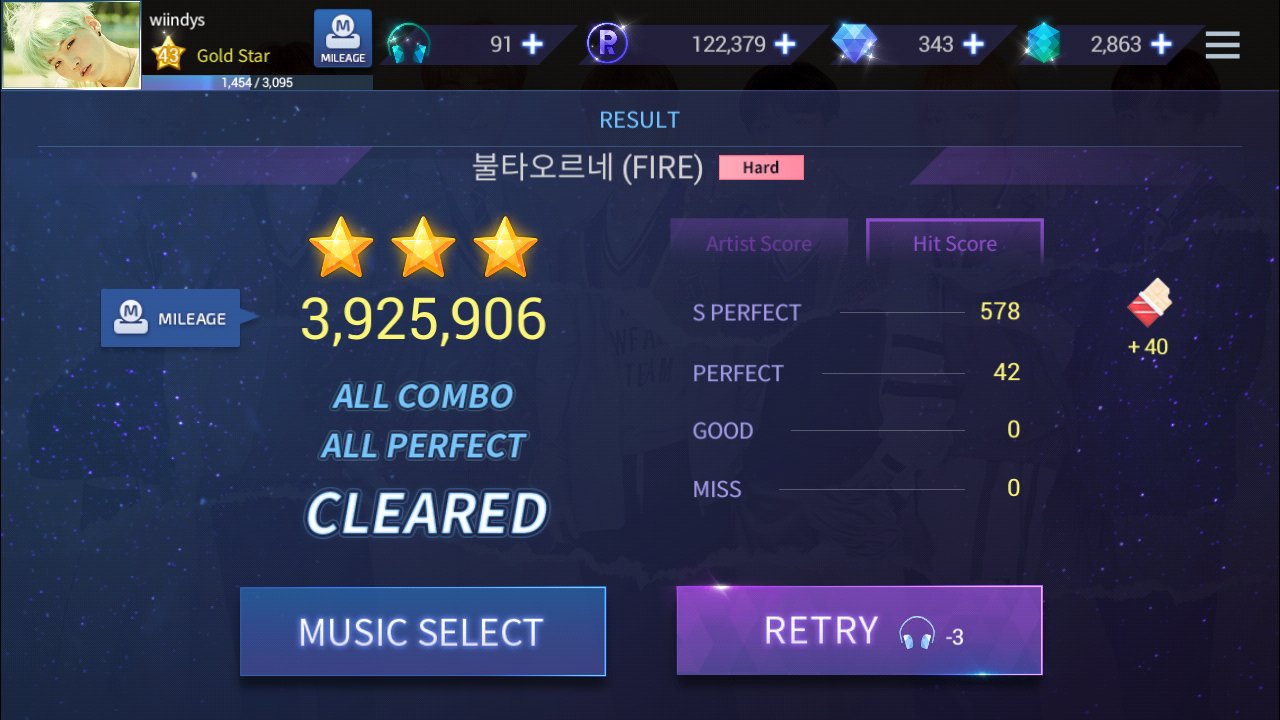 wiindys
43 Gold Star
1,454 / 3,095
M
MILEAGE
91
R
122,379
343
2,863
RESULT
불타오르네 (FIRE) Hard
Artist Score Hit Score
M MILEAGE
3,925,906
ALL COMBO
ALL PERFECT
CLEARED
S PERFECT 578
PERFECT 42
GOOD 0
MISS 0
+40
MUSIC SELECT
RETRY -3